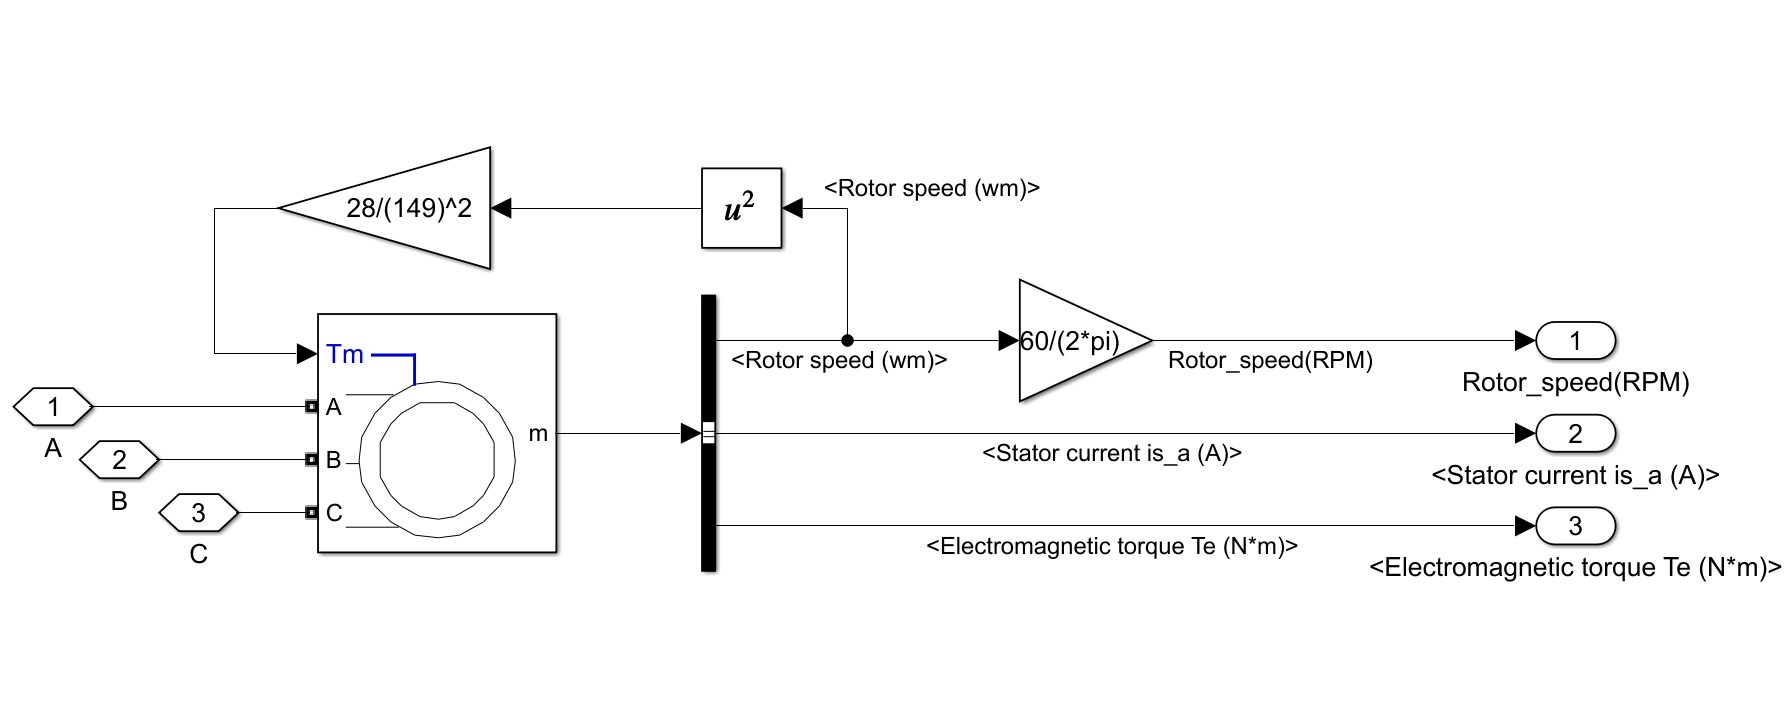 <Rotor speed (wm)>
28/(149)^2
u2
Tm
60/(2*pi)
1
<Rotor speed (wm)>
Rotor_speed(RPM)
Rotor_speed(RPM)
1
A
A
m
2
<Stator current is_a (A)>
<Stator current is_a (A)>
2
B
B
3
C
C
3
<Electromagnetic torque Te (N*m)>
<Electromagnetic torque Te (N*m)>